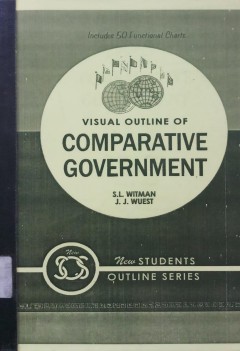 Includes 50 Functional Charts
VISUAL OUTLINE OF
COMPARATIVE
GOVERNMENT
S.L. WITMAN
J. J. WUEST
New
SOS
New STUDENTS
OUTLINE SERIES